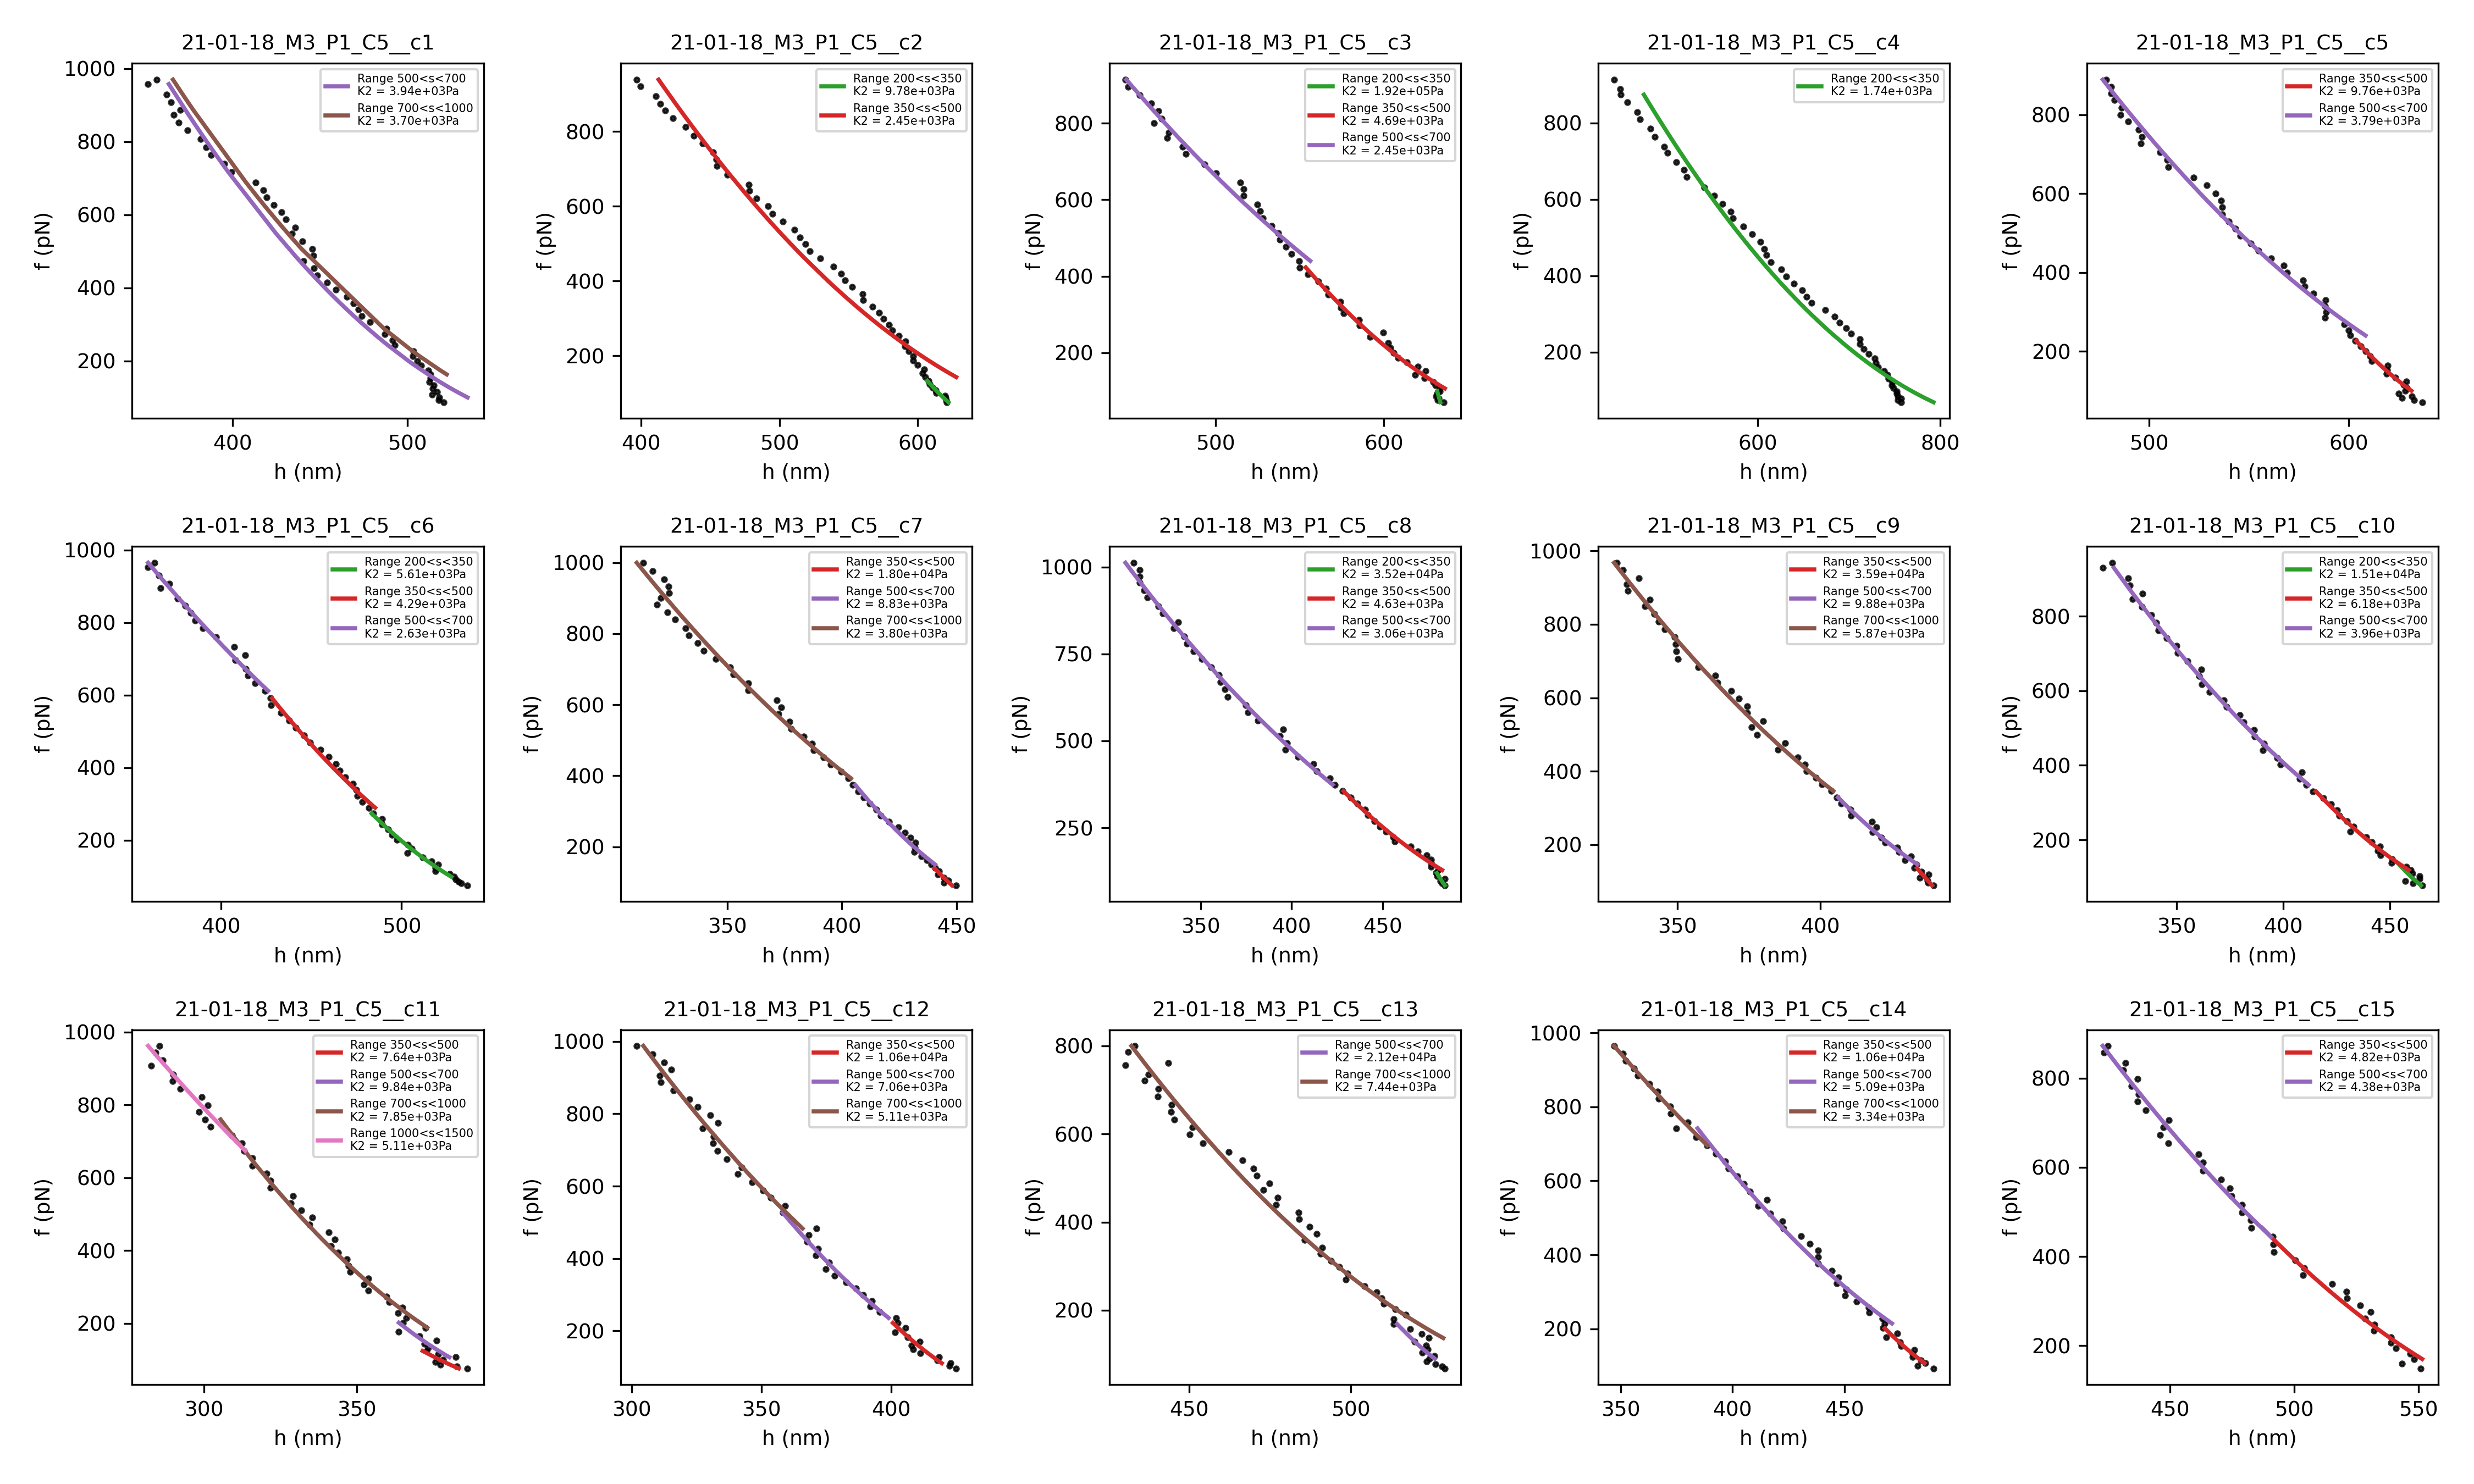 21-01-18_M3_P1_C5__c1
f (pN)
1000
800
600
400
200
Range 500<s<700
K2 = 3.94e+03Pa
Range 700<s<1000
K2 = 3.70e+03Pa
400
500
h (nm)
21-01-18_M3_P1_C5__c2
f (pN)
800
600
400
200
Range 200<s<350
K2 = 9.78e+03Pa
Range 350<s<500
K2 = 2.45e+03Pa
400
500
600
h (nm)
21-01-18_M3_P1_C5__c3
f (pN)
800
600
400
200
Range 200<s<350
K2 = 1.92e+05Pa
Range 350<s<500
K2 = 4.69e+03Pa
Range 500<s<700
K2 = 2.45e+03Pa
500
600
h (nm)
21-01-18_M3_P1_C5__c4
f (pN)
800
600
400
200
Range 200<s<350
K2 = 1.74e+03Pa
600
800
h (nm)
21-01-18_M3_P1_C5__c5
f (pN)
800
600
400
200
Range 350<s<500
K2 = 9.76e+03Pa
Range 500<s<700
K2 = 3.79e+03Pa
500
600
h (nm)
21-01-18_M3_P1_C5__c6
f (pN)
1000
800
600
400
200
Range 200<s<350
K2 = 5.61e+03Pa
Range 350<s<500
K2 = 4.29e+03Pa
Range 500<s<700
K2 = 2.63e+03Pa
400
500
h (nm)
21-01-18_M3_P1_C5__c7
f (pN)
1000
800
600
400
200
Range 350<s<500
K2 = 1.80e+04Pa
Range 500<s<700
K2 = 8.83e+03Pa
Range 700<s<1000
K2 = 3.80e+03Pa
350
400
450
h (nm)
21-01-18_M3_P1_C5__c8
f (pN)
1000
750
500
250
Range 200<s<350
K2 = 3.52e+04Pa
Range 350<s<500
K2 = 4.63e+03Pa
Range 500<s<700
K2 = 3.06e+03Pa
350
400
450
h (nm)
21-01-18_M3_P1_C5__c9
f (pN)
1000
800
600
400
200
Range 350<s<500
K2 = 3.59e+04Pa
Range 500<s<700
K2 = 9.88e+03Pa
Range 700<s<1000
K2 = 5.87e+03Pa
350
400
h (nm)
21-01-18_M3_P1_C5__c10
f (pN)
800
600
400
200
Range 200<s<350
K2 = 1.51e+04Pa
Range 350<s<500
K2 = 6.18e+03Pa
Range 500<s<700
K2 = 3.96e+03Pa
350
400
450
h (nm)
21-01-18_M3_P1_C5__c11
f (pN)
1000
800
600
400
200
Range 350<s<500
K2 = 7.64e+03Pa
Range 500<s<700
K2 = 9.84e+03Pa
Range 700<s<1000
K2 = 7.85e+03Pa
Range 1000<s<1500
K2 = 5.11e+03Pa
300
350
h (nm)
21-01-18_M3_P1_C5__c12
f (pN)
1000
800
600
400
200
Range 350<s<500
K2 = 1.06e+04Pa
Range 500<s<700
K2 = 7.06e+03Pa
Range 700<s<1000
K2 = 5.11e+03Pa
300
350
400
h (nm)
21-01-18_M3_P1_C5__c13
f (pN)
800
600
400
200
Range 500<s<700
K2 = 2.12e+04Pa
Range 700<s<1000
K2 = 7.44e+03Pa
450
500
h (nm)
21-01-18_M3_P1_C5__c14
f (pN)
1000
800
600
400
200
Range 350<s<500
K2 = 1.06e+04Pa
Range 500<s<700
K2 = 5.09e+03Pa
Range 700<s<1000
K2 = 3.34e+03Pa
350
400
450
h (nm)
21-01-18_M3_P1_C5__c15
f (pN)
800
600
400
200
Range 350<s<500
K2 = 4.82e+03Pa
Range 500<s<700
K2 = 4.38e+03Pa
450
500
550
h (nm)